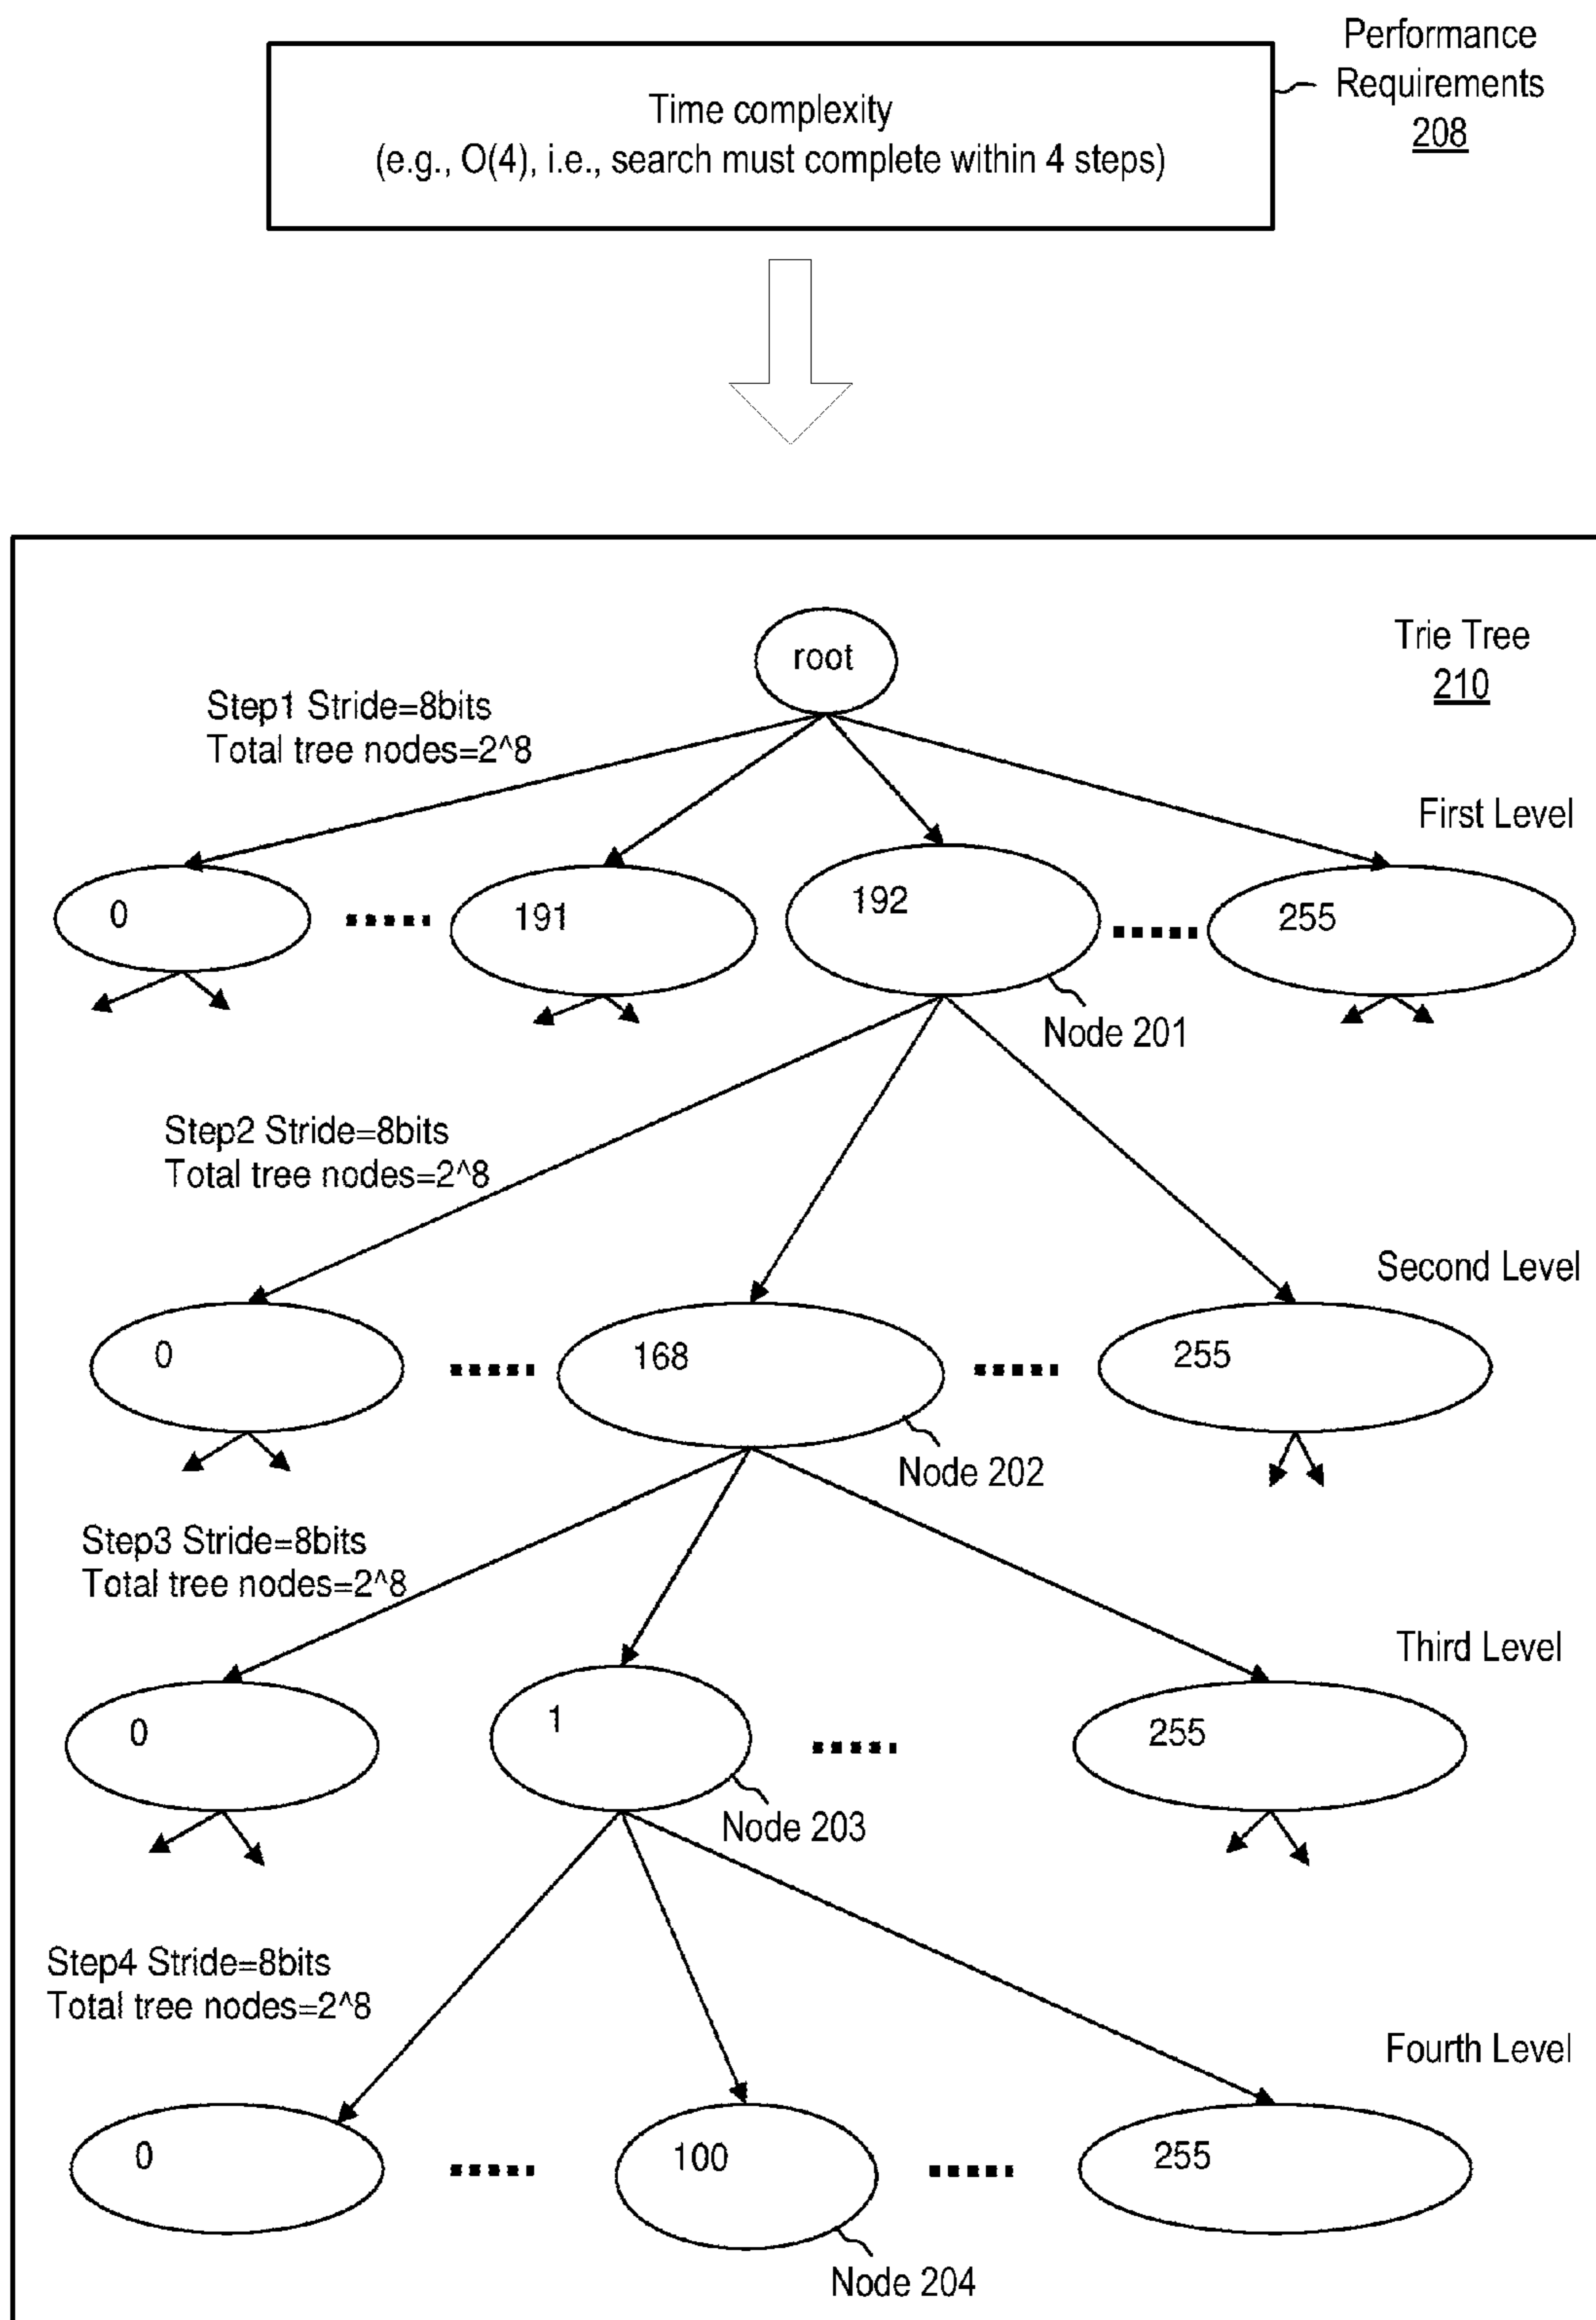 Performance
Requirements
208
Time complexity
(e.g., O(4), i.e., search must complete within 4 steps)
root
Trie Tree
210
Step1 Stride=8bits
Total tree nodes=2^8
First Level
0
191
192
255
Node 201
Step2 Stride=8bits
Total tree nodes=2^8
Second Level
0
168
255
Node 202
Step3 Stride=8bits
Total tree nodes=2^8
Third Level
0
1
255
Node 203
Step4 Stride=8bits
Total tree nodes=2^8
Fourth Level
0
100
255
Node 204